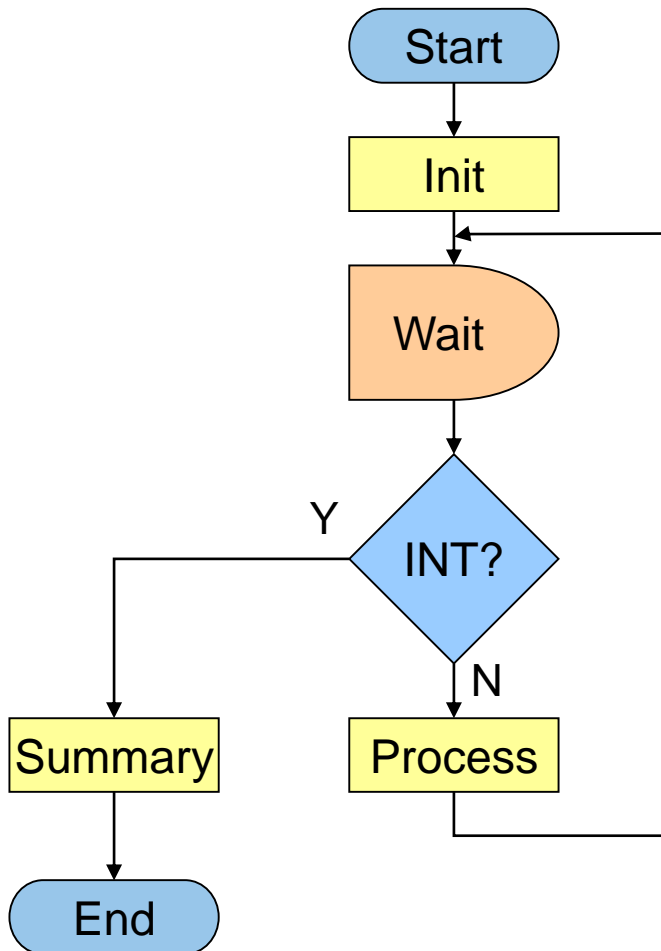 Start
Init
Wait
Y
INT?
N
Summary
Process
End